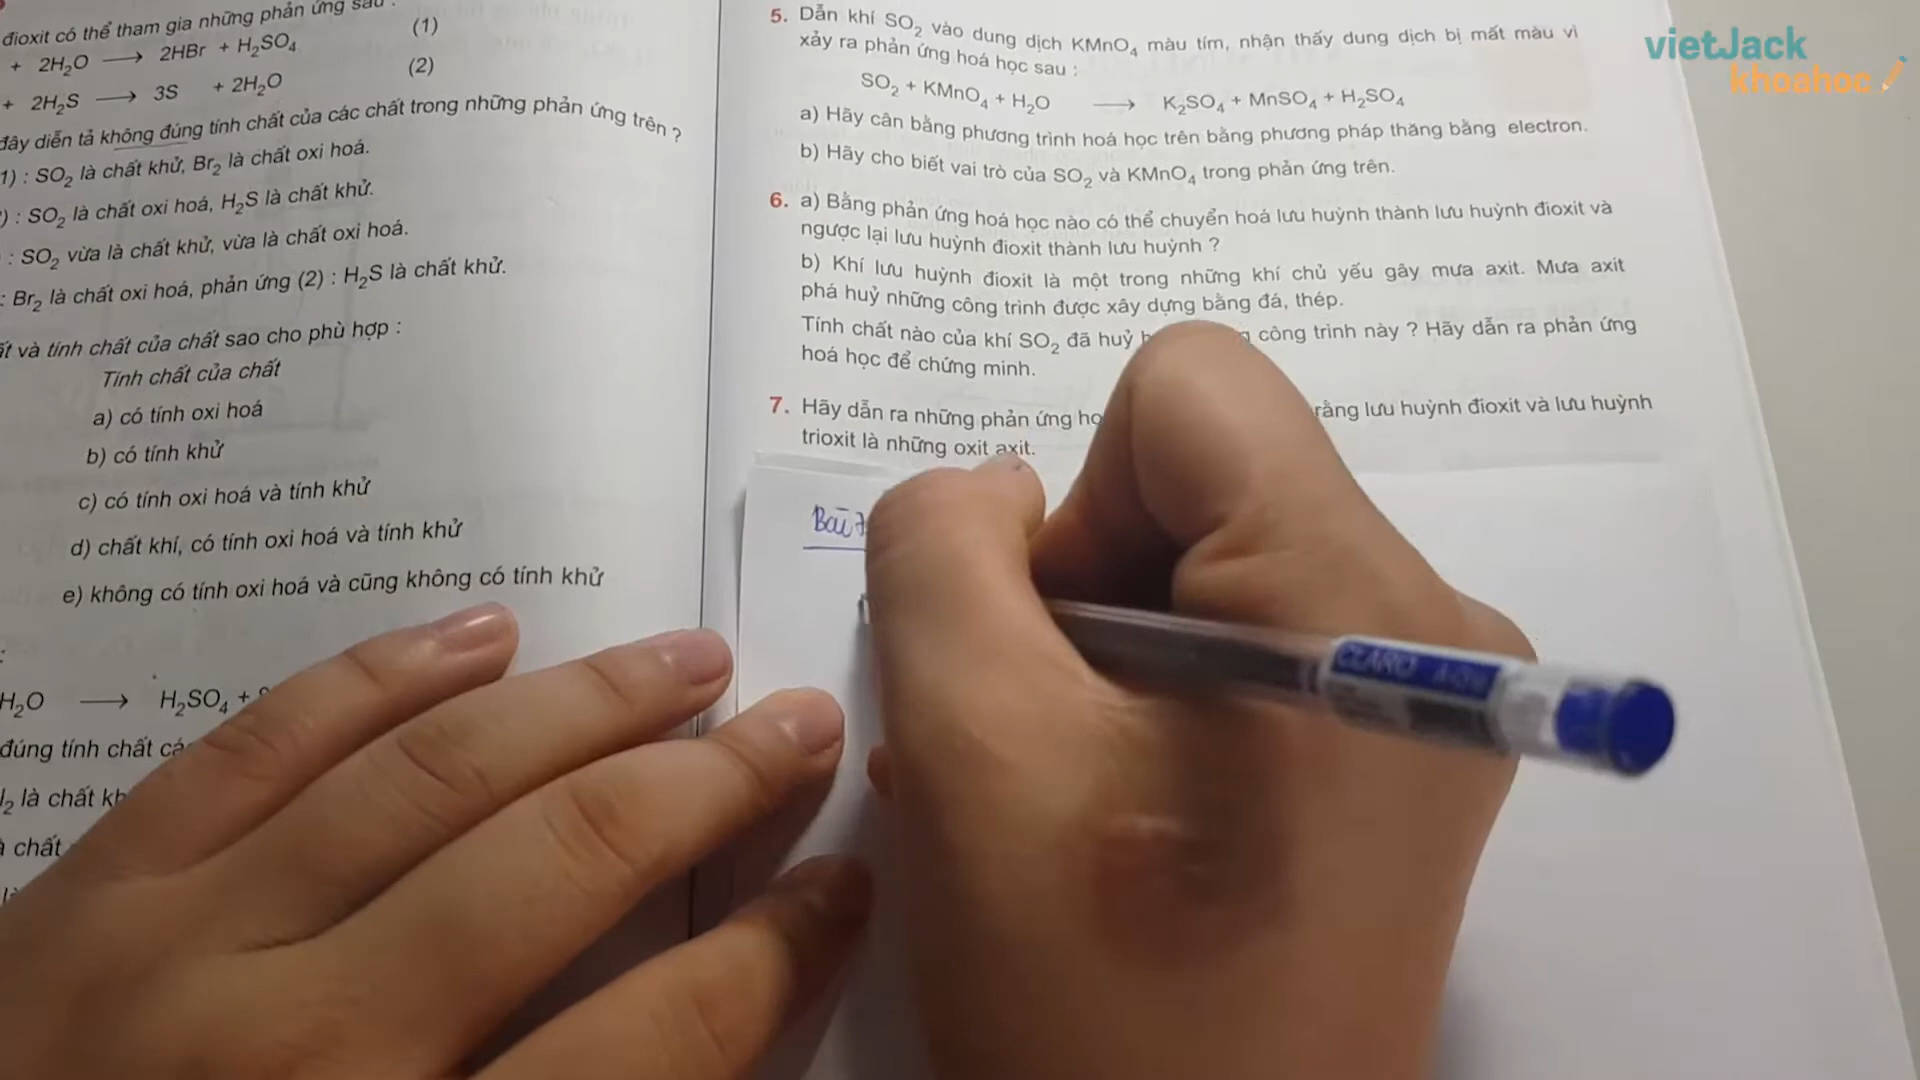 đioxit có thể tham gia những phản ứng sau :
+ 2H₂O ⟶ 2HBr + H₂SO₄ (1)
+ 2H₂S ⟶ 3S + 2H₂O (2)
đây diễn tả không đúng tính chất của các chất trong những phản ứng trên ?
1) : SO₂ là chất khử, Br₂ là chất oxi hoá.
) : SO₂ là chất oxi hoá, H₂S là chất khử.
: SO₂ vừa là chất khử, vừa là chất oxi hoá.
: Br₂ là chất oxi hoá, phản ứng (2) : H₂S là chất khử.
và tính chất của chất sao cho phù hợp :
Tính chất của chất
a) có tính oxi hoá
b) có tính khử
c) có tính oxi hoá và tính khử
d) chất khí, có tính oxi hoá và tính khử
e) không có tính oxi hoá và cũng không có tính khử
:
H₂O ⟶ H₂SO₄ +
đúng tính chất
là chất
chất
5. Dẫn khí SO₂ vào dung dịch KMnO₄ màu tím, nhận thấy dung dịch bị mất màu vì
xảy ra phản ứng hoá học sau :
SO₂ + KMnO₄ + H₂O ⟶ K₂SO₄ + MnSO₄ + H₂SO₄
a) Hãy cân bằng phương trình hoá học trên bằng phương pháp thăng bằng electron.
b) Hãy cho biết vai trò của SO₂ và KMnO₄ trong phản ứng trên.
6. a) Bằng phản ứng hoá học nào có thể chuyển hoá lưu huỳnh thành lưu huỳnh đioxit và
ngược lại lưu huỳnh đioxit thành lưu huỳnh ?
b) Khí lưu huỳnh đioxit là một trong những khí chủ yếu gây mưa axit. Mưa axit
phá huỷ những công trình được xây dựng bằng đá, thép.
Tính chất nào của khí SO₂ đã huỷ công trình này ? Hãy dẫn ra phản ứng
hoá học để chứng minh.
7. Hãy dẫn ra những phản ứng rằng lưu huỳnh đioxit và lưu huỳnh
trioxit là những oxit axit.
Bài 7
vietJack
khoahoc
CLARO